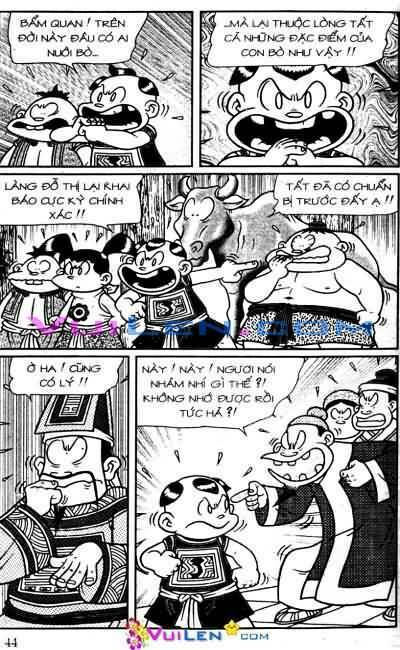 BẨM QUAN ! TRÊN
ĐỜI NÀY ĐÂU CÓ AI
NUÔI BÒ...
...MÀ LẠI THUỘC LÒNG TẤT
CẢ NHỮNG ĐẶC ĐIỂM CỦA
CON BÒ NHƯ VẬY !!
LÀNG ĐỖ THỊ LẠI KHAI
BÁO CỰC KỲ CHÍNH
XÁC !!
TẤT ĐÃ CÓ CHUẨN
BỊ TRƯỚC ĐẤY Ạ !
VUILEN.COM
Ờ HA ! CŨNG
CÓ LÝ !!
NÀY ! NÀY ! NGƯƠI NÓI
NHẢM NHÍ GÌ THẾ ?!
KHÔNG NHỚ ĐƯỢC RỒI
TỨC HẢ ?!
44
VUILEN.COM